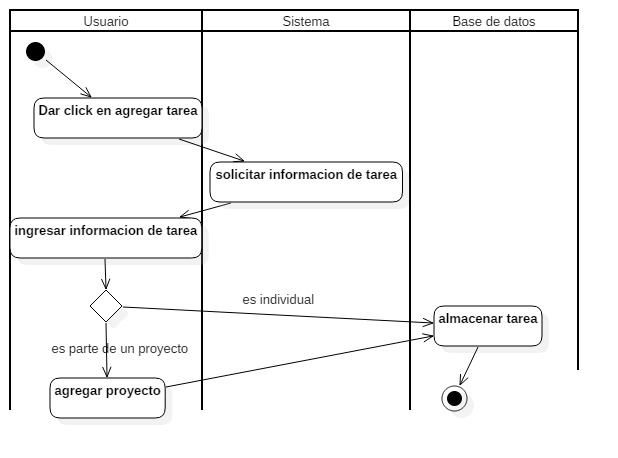 Usuario
Sistema
Base de datos
Dar click en agregar tarea
solicitar informacion de tarea
ingresar informacion de tarea
es individual
almacenar tarea
es parte de un proyecto
agregar proyecto